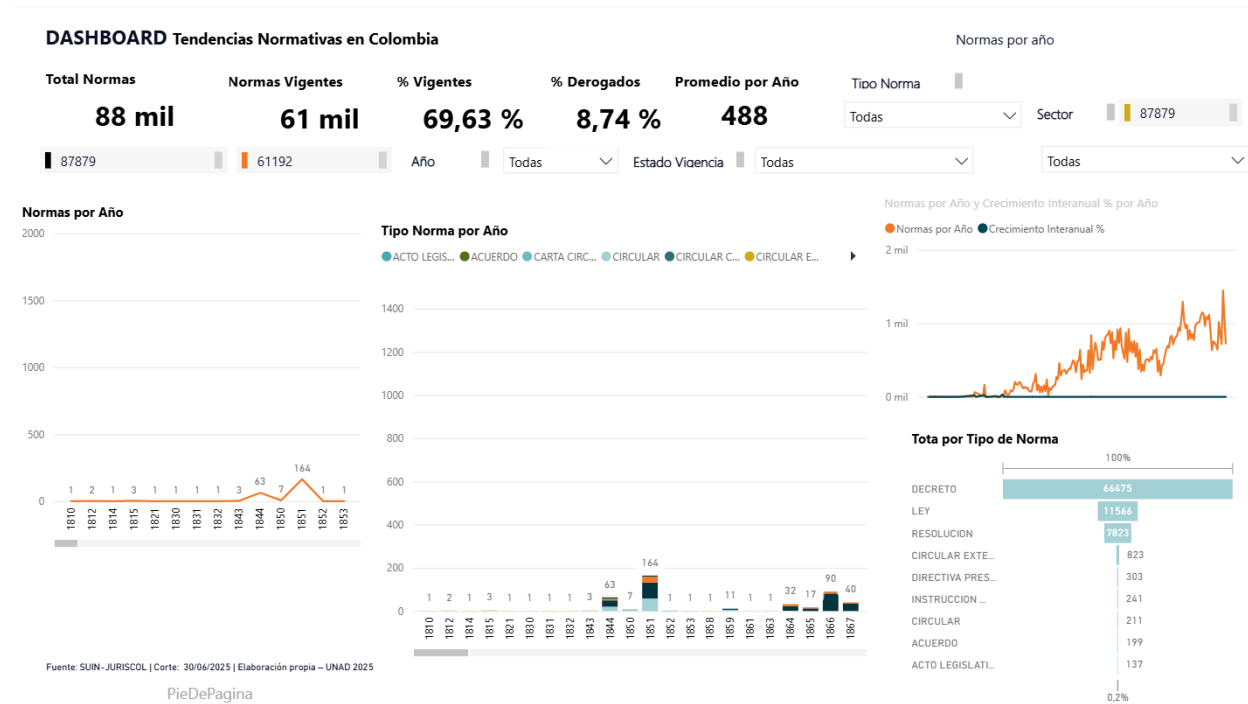 DASHBOARD Tendencias Normativas en Colombia
Normas por año
Total Normas
88 mil
87879
Normas Vigentes
61 mil
61192
% Vigentes
69,63 %
% Derogados
8,74 %
Promedio por Año
488
Tipo Norma
Todas
Sector
87879
Todas
Año
Todas
Estado Vigencia
Todas
Normas por Año
2000
1500
1000
500
0
1 2 1 3 1 1 1 1 3 63 7 164 1 1
1810 1812 1814 1815 1821 1830 1831 1832 1843 1844 1850 1851 1852 1853
Tipo Norma por Año
ACTO LEGIS... ACUERDO CARTA CIRC... CIRCULAR CIRCULAR C... CIRCULAR E...
1400
1200
1000
800
600
400
200
0
1 2 1 3 1 1 1 1 3 63 7 164 1 1 1 11 1 1 32 17 90 40
1810 1812 1814 1815 1821 1830 1831 1832 1843 1844 1850 1851 1852 1853 1858 1859 1861 1863 1864 1865 1866 1867
Normas por Año y Crecimiento Interanual % por Año
Normas por Año Crecimiento Interanual %
2 mil
1 mil
0 mil
Tota por Tipo de Norma
100%
DECRETO 66475
LEY 11566
RESOLUCION 7823
CIRCULAR EXTE... 823
DIRECTIVA PRES... 303
INSTRUCCION ... 241
CIRCULAR 211
ACUERDO 199
ACTO LEGISLATI... 137
0,2%
Fuente: SUIN-JURISCOL | Corte: 30/06/2025 | Elaboración propia – UNAD 2025
PieDePagina